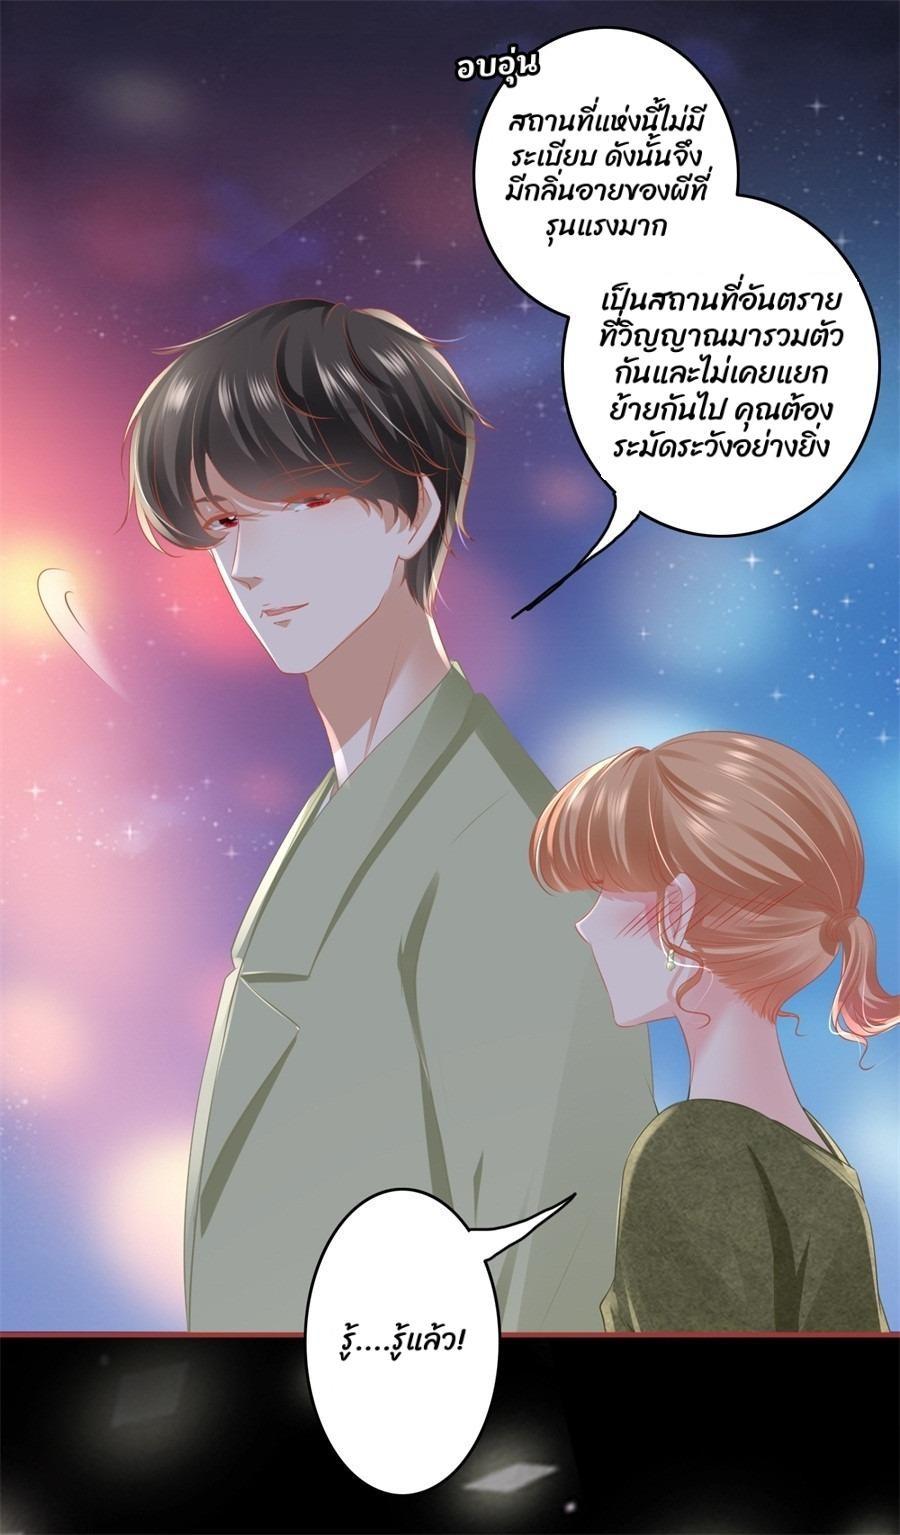 อบอุ่น
สถานที่แห่งนี้ไม่มี
ระเบียบ ดังนั้นจึง
มีกลิ่นอายของผีที่
รุนแรงมาก
เป็นสถานที่อันตราย
ที่วิญญาณมารวมตัว
กันและไม่เคยแยก
ย้ายกันไป คุณต้อง
ระมัดระวังอย่างยิ่ง
รู้....รู้แล้ว!